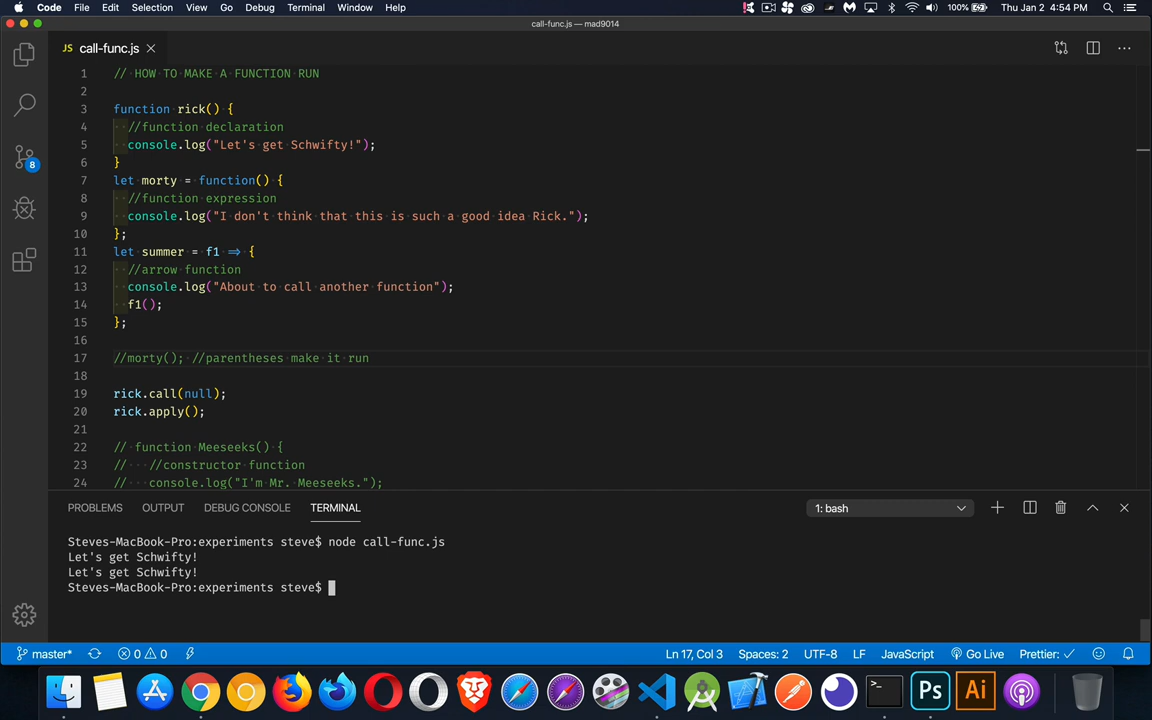 Code File Edit Selection View Go Debug Terminal Window Help 100% Thu Jan 2 4:54 PM
call-func.js — mad9014
JS call-func.js
1 // HOW TO MAKE A FUNCTION RUN
2
3 function rick() {
4 //function declaration
5 console.log("Let's get Schwifty!");
6 }
7 let morty = function() {
8 //function expression
9 console.log("I don't think that this is such a good idea Rick.");
10 };
11 let summer = f1 => {
12 //arrow function
13 console.log("About to call another function");
14 f1();
15 };
16
17 //morty(); //parentheses make it run
18
19 rick.call(null);
20 rick.apply();
21
22 // function Meeseeks() {
23 // //constructor function
24 // console.log("I'm Mr. Meeseeks.");
8
PROBLEMS OUTPUT DEBUG CONSOLE TERMINAL 1: bash
Steves-MacBook-Pro:experiments steve$ node call-func.js
Let's get Schwifty!
Let's get Schwifty!
Steves-MacBook-Pro:experiments steve$
master* 0 0 Ln 17, Col 3 Spaces: 2 UTF-8 LF JavaScript Go Live Prettier: ✓
>_ Ps Ai